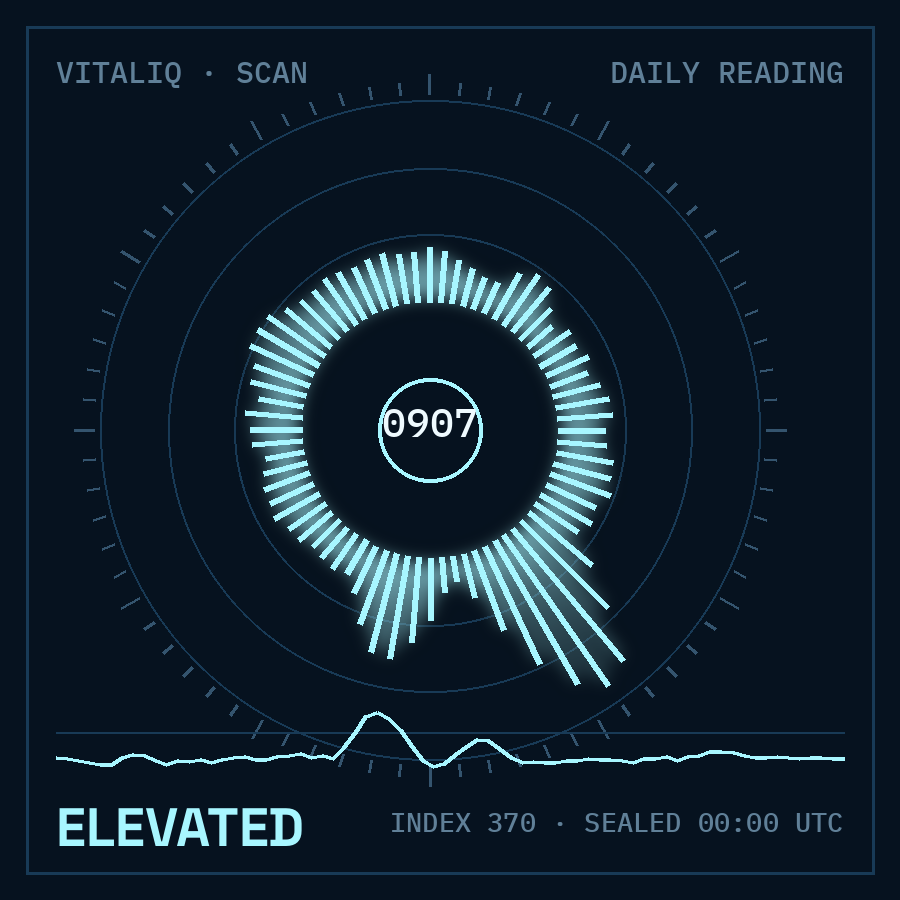 VITALIQ · SCAN
DAILY READING
0907
ELEVATED
INDEX 370 · SEALED 00:00 UTC